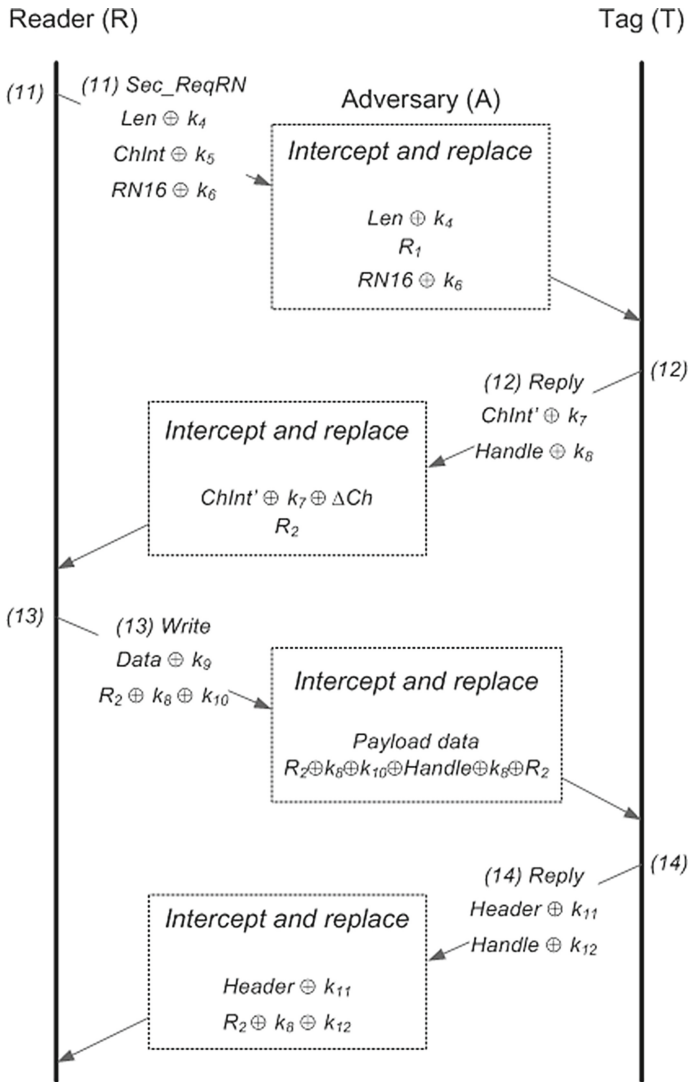 Reader (R)
Tag (T)
(11)
(11) Sec_ReqRN
Len ⊕ k₄
ChInt ⊕ k₅
RN16 ⊕ k₆
Adversary (A)
Intercept and replace
Len ⊕ k₄
R₁
RN16 ⊕ k₆
(12)
(12) Reply
ChInt' ⊕ k₇
Handle ⊕ k₈
Intercept and replace
ChInt' ⊕ k₇ ⊕ ΔCh
R₂
(13)
(13) Write
Data ⊕ k₉
R₂ ⊕ k₈ ⊕ k₁₀
Intercept and replace
Payload data
R₂⊕k₈⊕k₁₀⊕Handle⊕k₈⊕R₂
(14)
(14) Reply
Header ⊕ k₁₁
Handle ⊕ k₁₂
Intercept and replace
Header ⊕ k₁₁
R₂ ⊕ k₈ ⊕ k₁₂